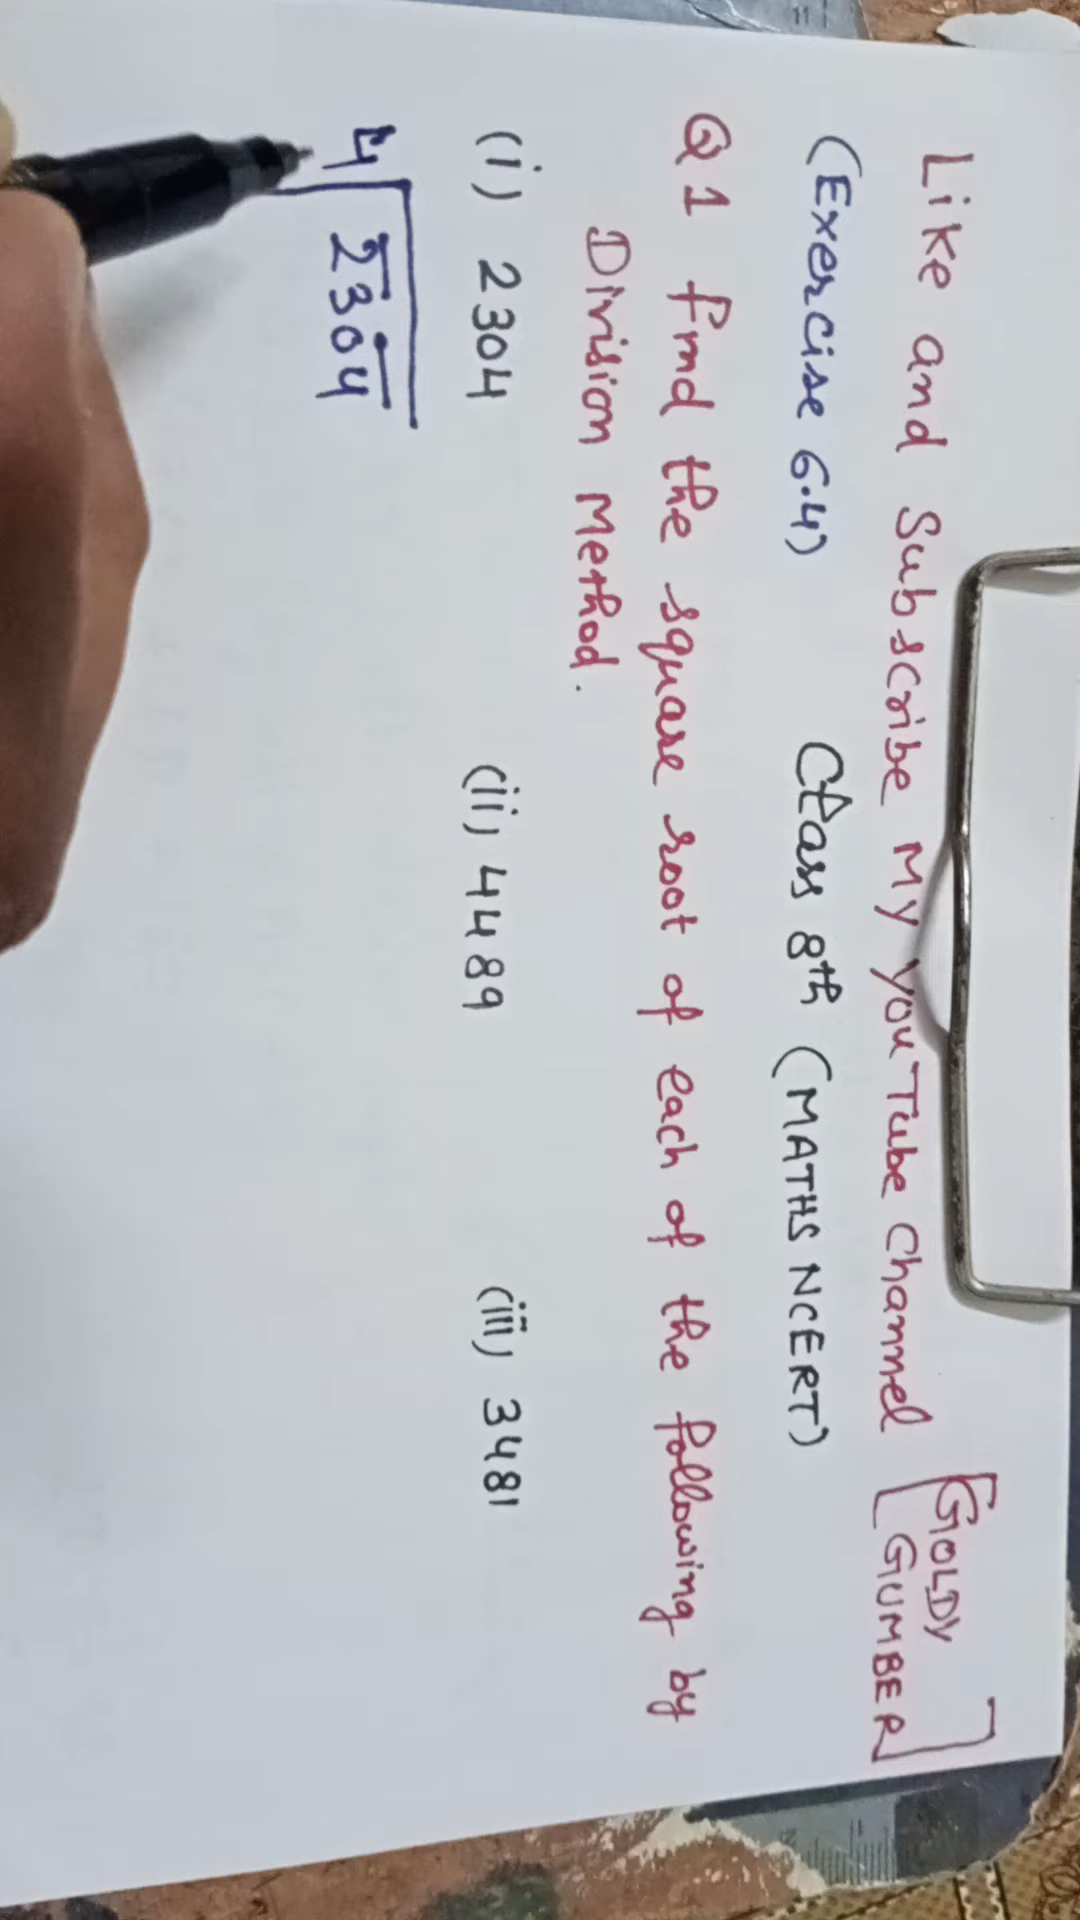 Like and Subscribe My YouTube Channel [GOLDY
GUMBER]
(Exercise 6.4) Class 8th (MATHS NCERT)
Q 1 find the square root of each of the following by
Division Method.
(i) 2304 (ii) 4489 (iii) 3481
4 2304